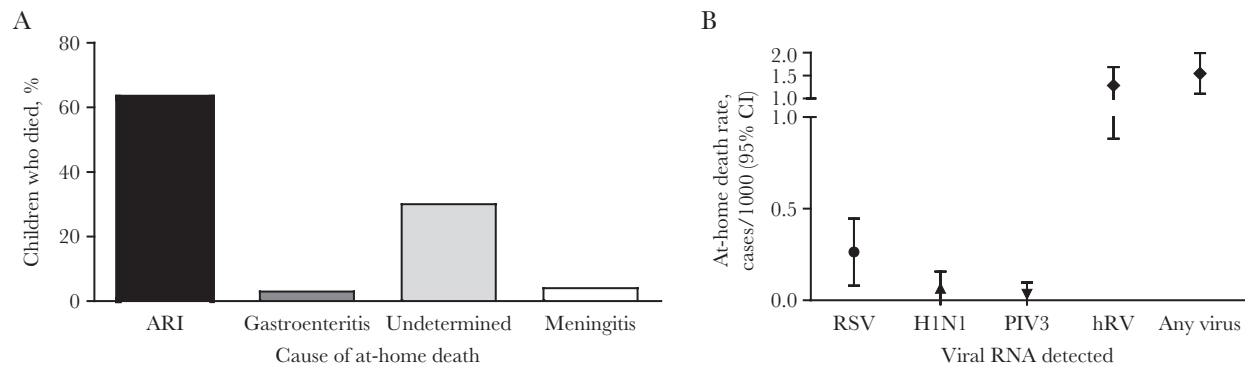 A
Children who died, %
80
60
40
20
0
ARI
Gastroenteritis
Undetermined
Meningitis
Cause of at-home death
B
At-home death rate,
cases/1000 (95% CI)
2.0
1.5
1.0
1.0
0.5
0.0
RSV
H1N1
PIV3
hRV
Any virus
Viral RNA detected